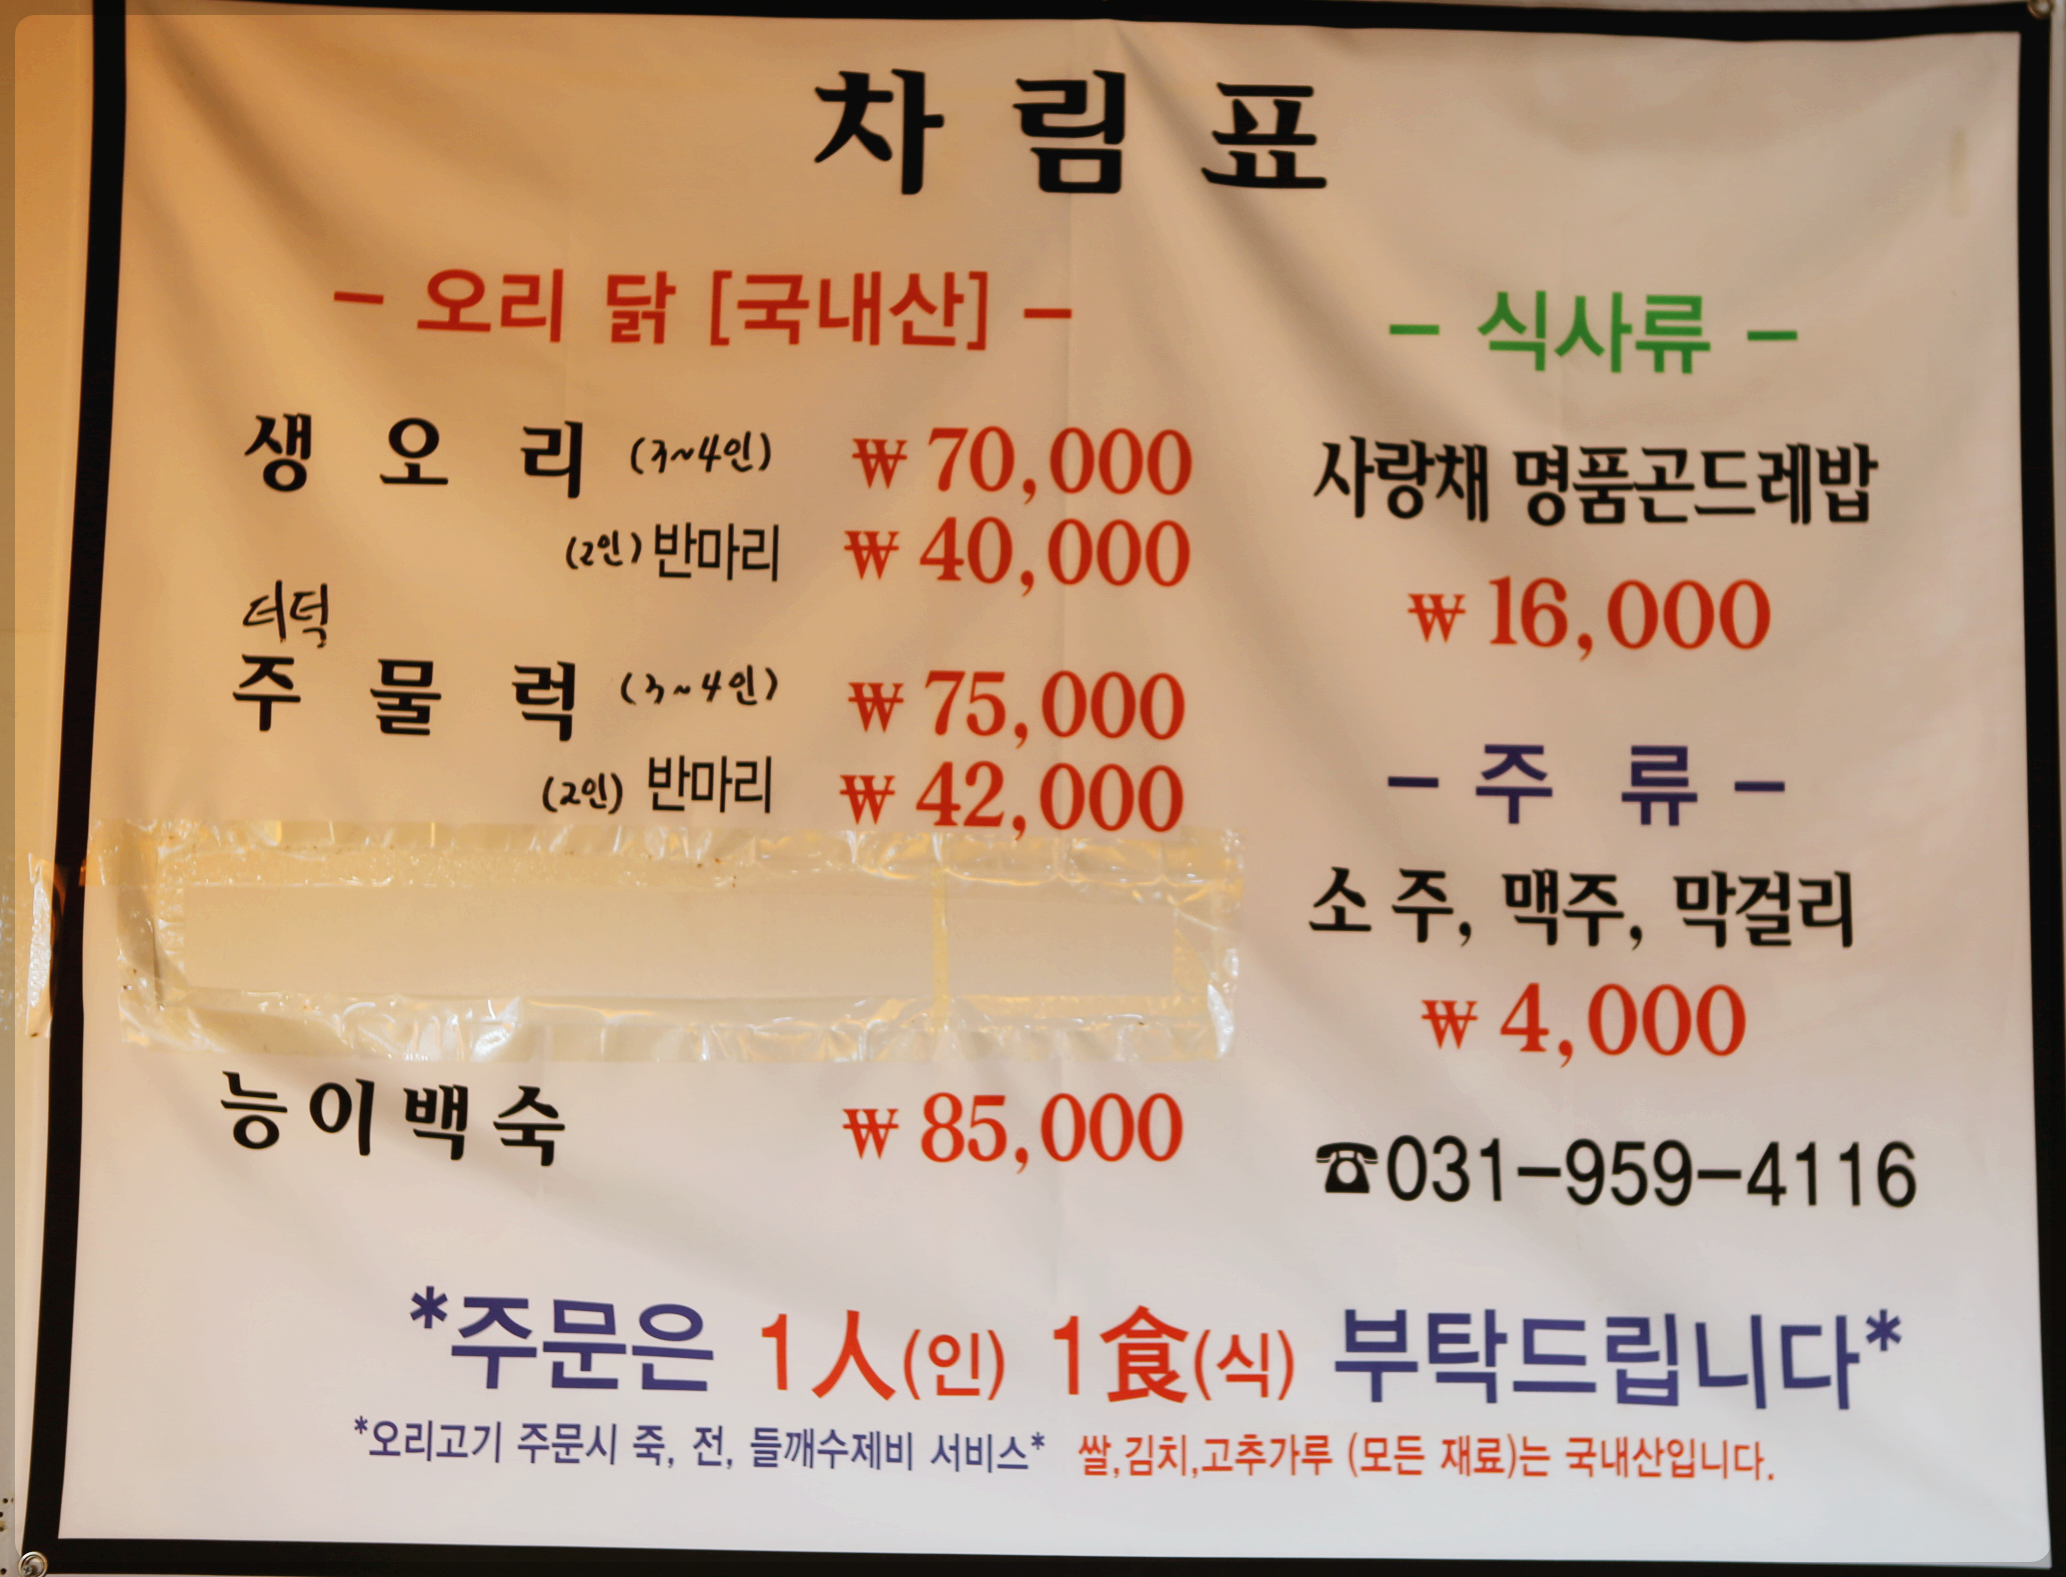 차림표
- 오리 닭 [국내산] -
생오리 (3~4인) ₩70,000
(2인) 반마리 ₩40,000
더덕
주물럭 (3~4인) ₩75,000
(2인) 반마리 ₩42,000
능이백숙 ₩85,000
- 식사류 -
사랑채 명품곤드레밥
₩16,000
- 주류 -
소주, 맥주, 막걸리
₩4,000
☎031-959-4116
*주문은 1人(인) 1食(식) 부탁드립니다*
*오리고기 주문시 죽, 전, 들깨수제비 서비스* 쌀,김치,고추가루 (모든 재료)는 국내산입니다.